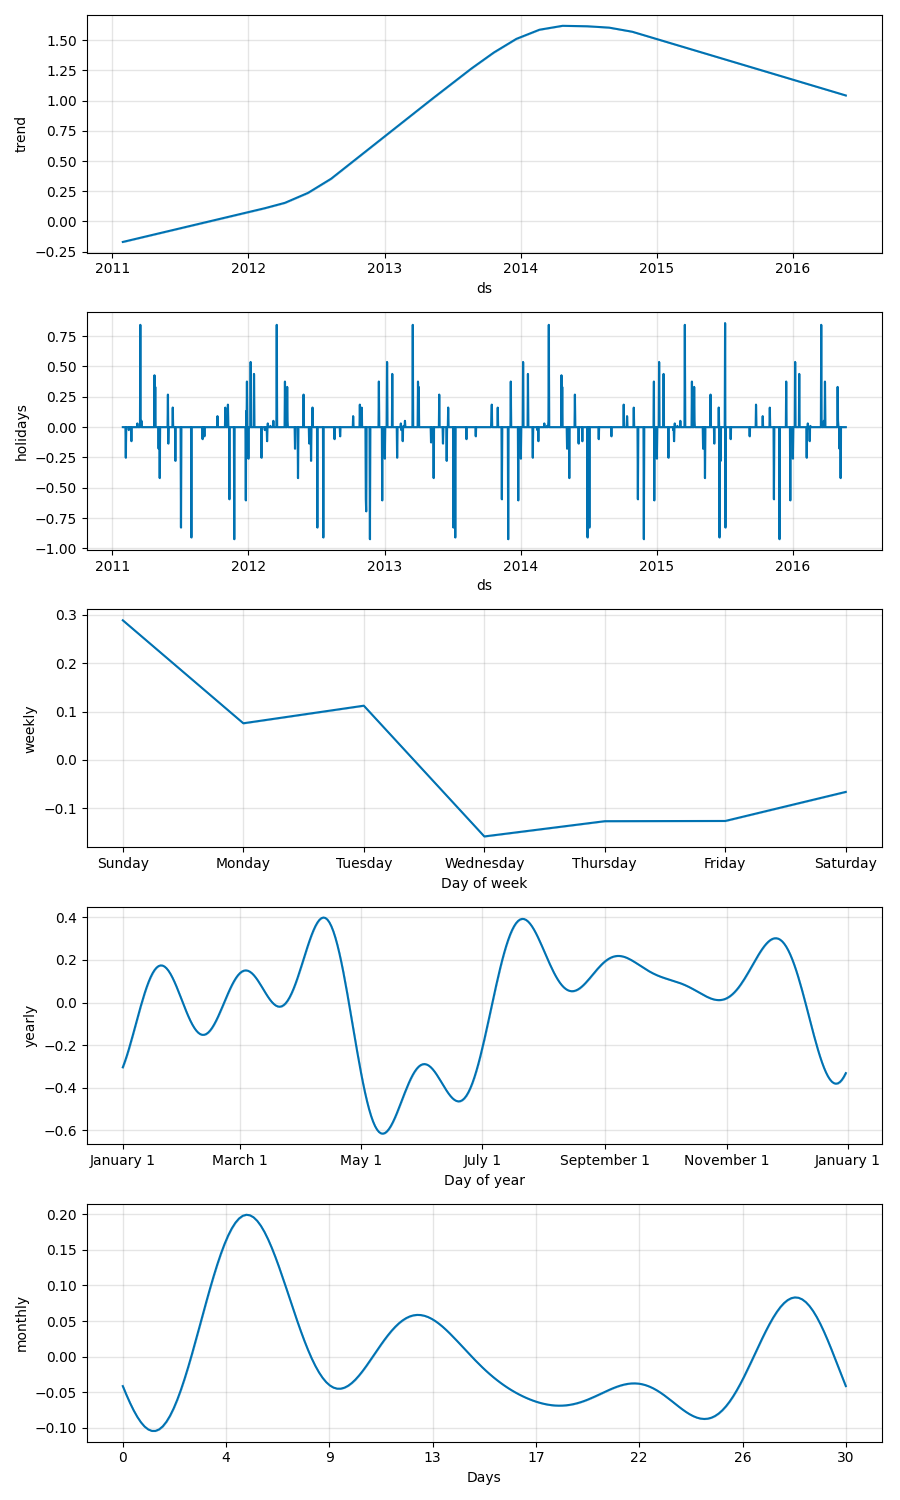 1.50
1.25
1.00
0.75
0.50
0.25
0.00
−0.25
trend
2011 2012 2013 2014 2015 2016
ds
0.75
0.50
0.25
0.00
−0.25
−0.50
−0.75
−1.00
holidays
2011 2012 2013 2014 2015 2016
ds
0.3
0.2
0.1
0.0
−0.1
weekly
Sunday Monday Tuesday Wednesday Thursday Friday Saturday
Day of week
0.4
0.2
0.0
−0.2
−0.4
−0.6
yearly
January 1 March 1 May 1 July 1 September 1 November 1 January 1
Day of year
0.20
0.15
0.10
0.05
0.00
−0.05
−0.10
monthly
0 4 9 13 17 22 26 30
Days